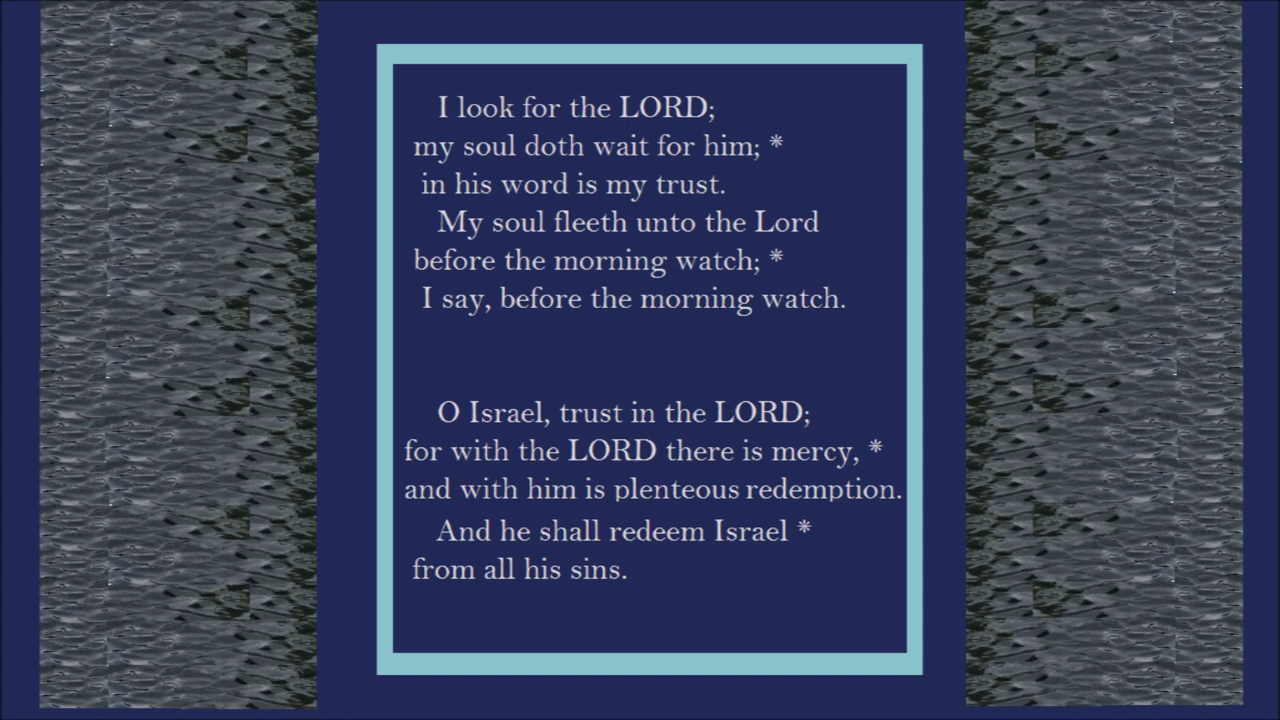 I look for the LORD;
my soul doth wait for him; *
in his word is my trust.
My soul fleeth unto the Lord
before the morning watch; *
I say, before the morning watch.
O Israel, trust in the LORD;
for with the LORD there is mercy, *
and with him is plenteous redemption.
And he shall redeem Israel *
from all his sins.